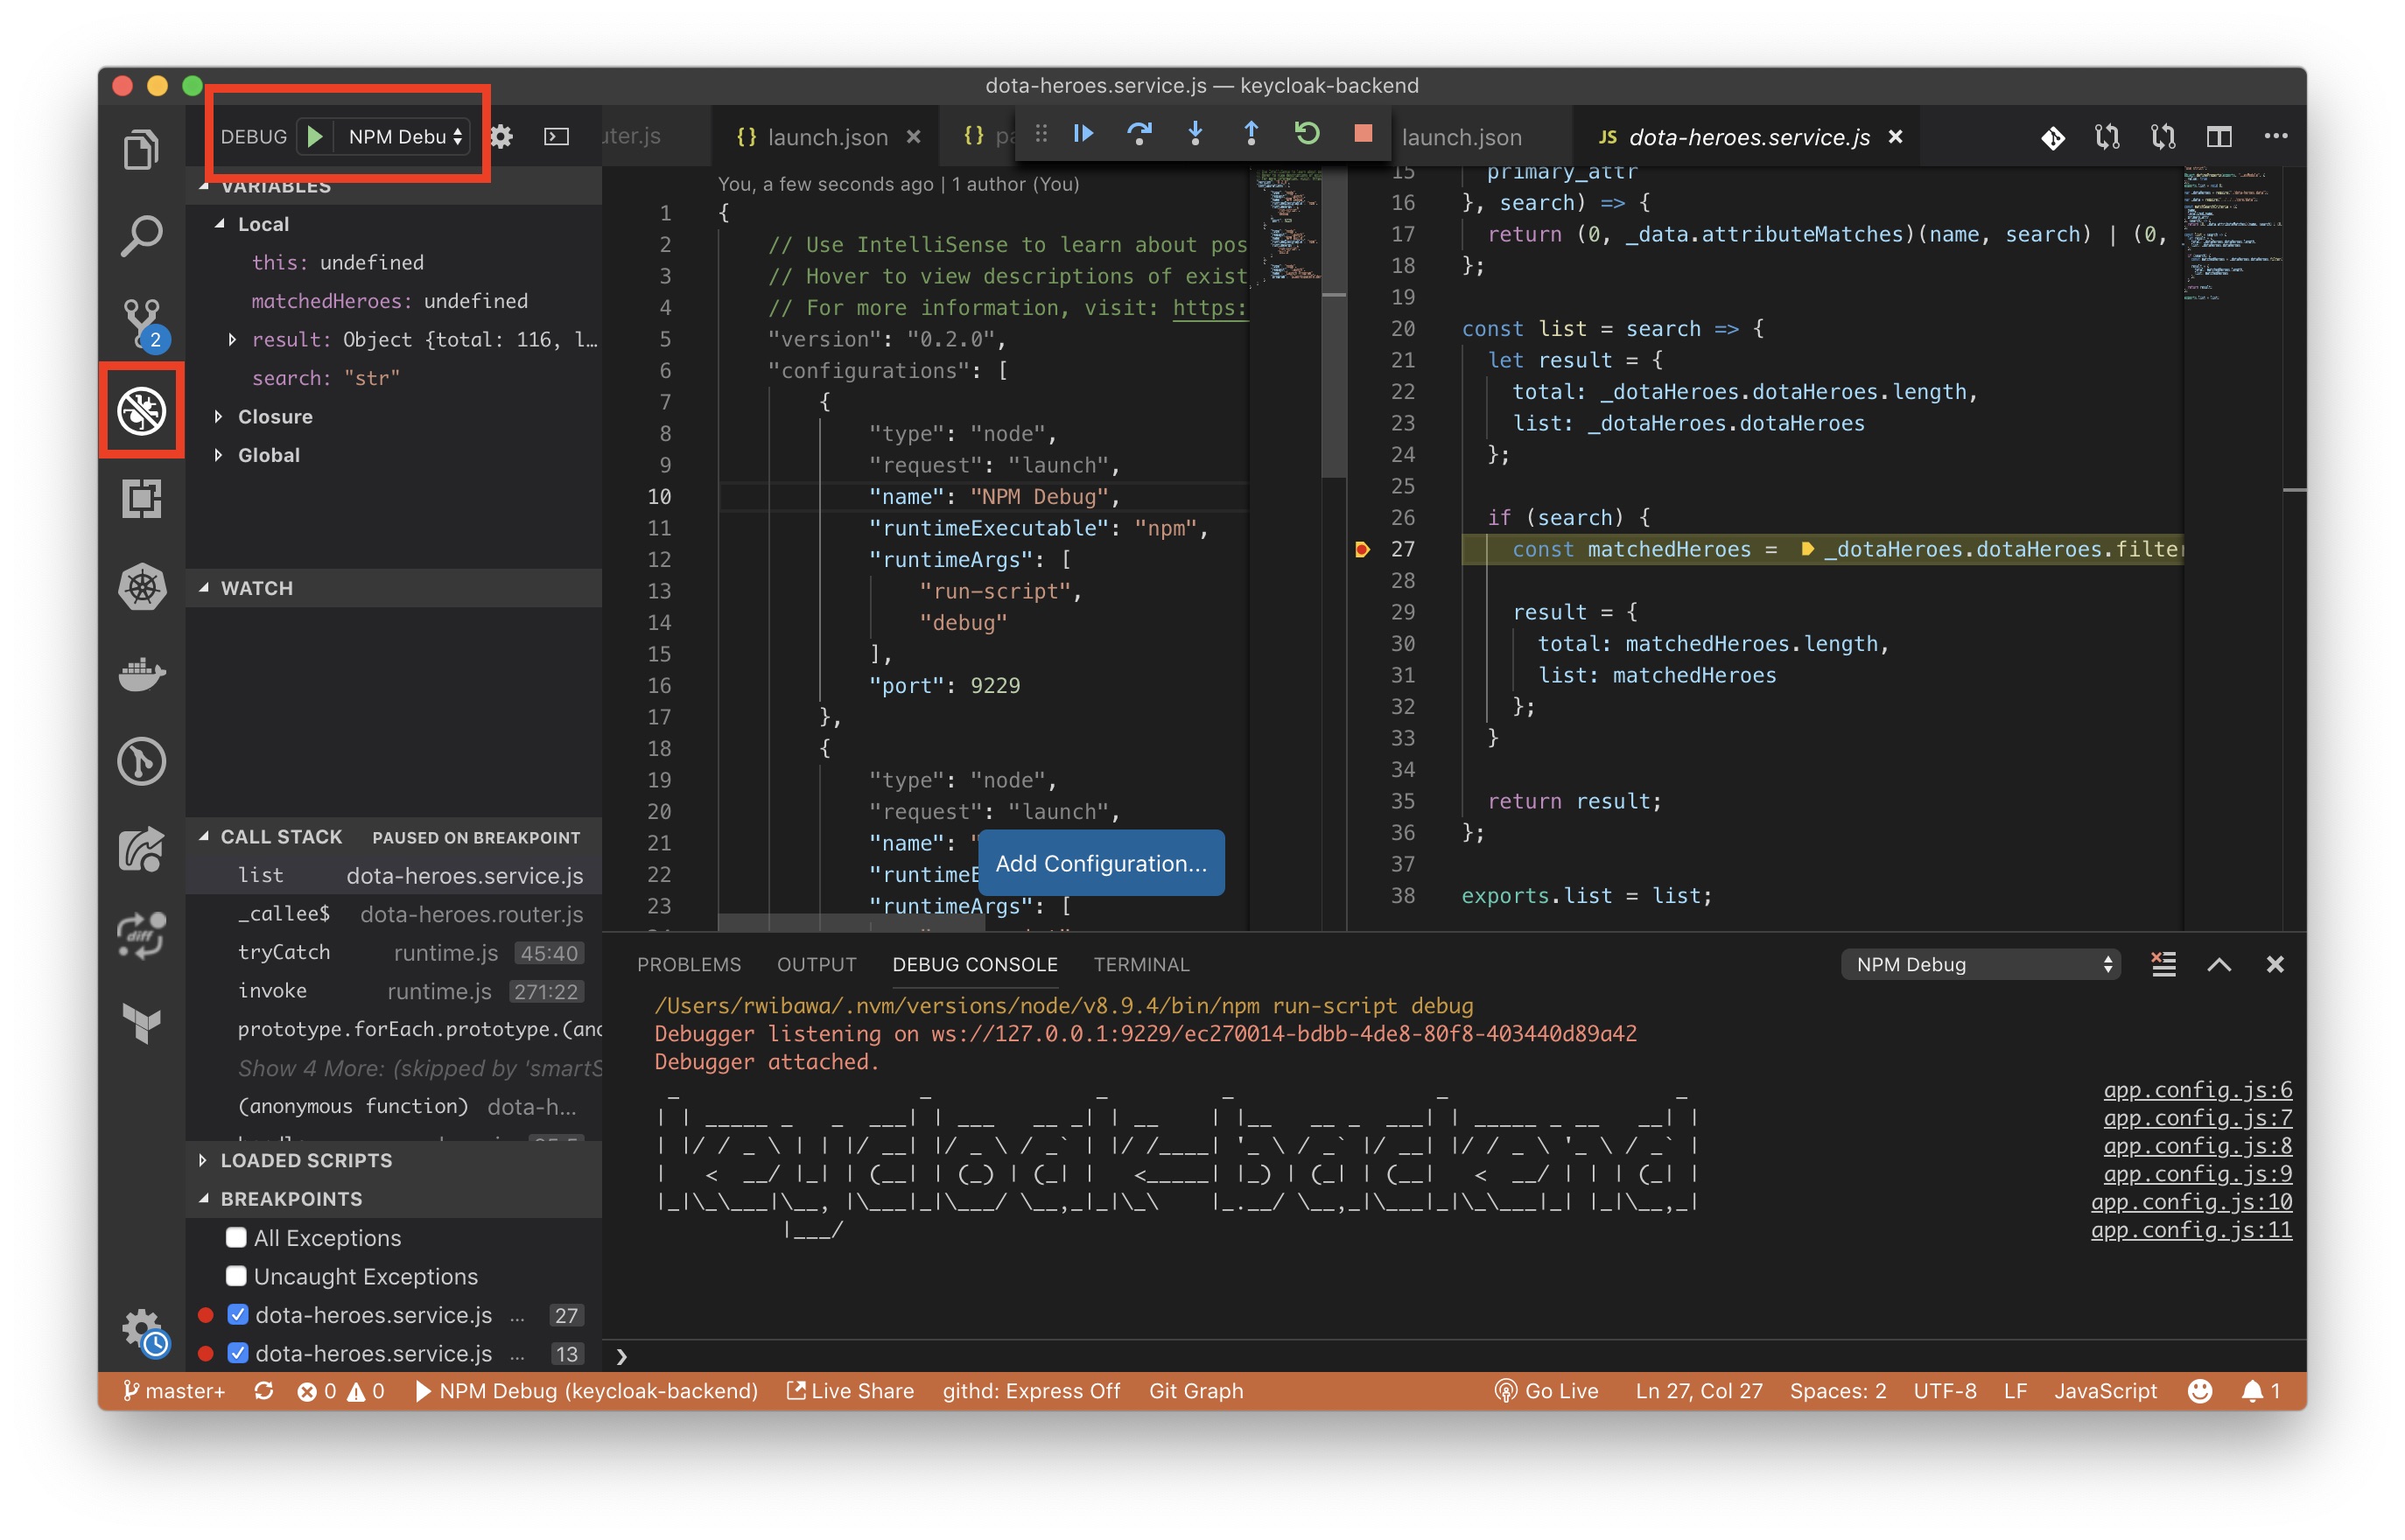 dota-heroes.service.js — keycloak-backend
DEBUG NPM Debu
VARIABLES
Local
this: undefined
matchedHeroes: undefined
result: Object {total: 116, l…
search: "str"
Closure
Global
WATCH
CALL STACK PAUSED ON BREAKPOINT
list dota-heroes.service.js
_callee$ dota-heroes.router.js
tryCatch runtime.js 45:40
invoke runtime.js 271:22
prototype.forEach.prototype.(ano
Show 4 More: (skipped by 'smartS
(anonymous function) dota-h...
LOADED SCRIPTS
BREAKPOINTS
All Exceptions
Uncaught Exceptions
dota-heroes.service.js ... 27
dota-heroes.service.js ... 13
2
diff
uter.js {} launch.json × {} pa
You, a few seconds ago | 1 author (You)
1 {
2 // Use IntelliSense to learn about pos
3 // Hover to view descriptions of exist
4 // For more information, visit: https:
5 "version": "0.2.0",
6 "configurations": [
7 {
8 "type": "node",
9 "request": "launch",
10 "name": "NPM Debug",
11 "runtimeExecutable": "npm",
12 "runtimeArgs": [
13 "run-script",
14 "debug"
15 ],
16 "port": 9229
17 },
18 {
19 "type": "node",
20 "request": "launch",
21 "name": "
22 "runtimeE
23 "runtimeArgs": [
Add Configuration...
launch.json JS dota-heroes.service.js ×
15 primary_attr
16 }, search) => {
17 return (0, _data.attributeMatches)(name, search) | (0, _
18 };
19
20 const list = search => {
21 let result = {
22 total: _dotaHeroes.dotaHeroes.length,
23 list: _dotaHeroes.dotaHeroes
24 };
25
26 if (search) {
27 const matchedHeroes = _dotaHeroes.dotaHeroes.filter
28
29 result = {
30 total: matchedHeroes.length,
31 list: matchedHeroes
32 };
33 }
34
35 return result;
36 };
37
38 exports.list = list;
PROBLEMS OUTPUT DEBUG CONSOLE TERMINAL NPM Debug
/Users/rwibawa/.nvm/versions/node/v8.9.4/bin/npm run-script debug
Debugger listening on ws://127.0.0.1:9229/ec270014-bdbb-4de8-80f8-403440d89a42
Debugger attached.
keycloak-backend
app.config.js:6
app.config.js:7
app.config.js:8
app.config.js:9
app.config.js:10
app.config.js:11
master+ 0 0 NPM Debug (keycloak-backend) Live Share githd: Express Off Git Graph Go Live Ln 27, Col 27 Spaces: 2 UTF-8 LF JavaScript 1